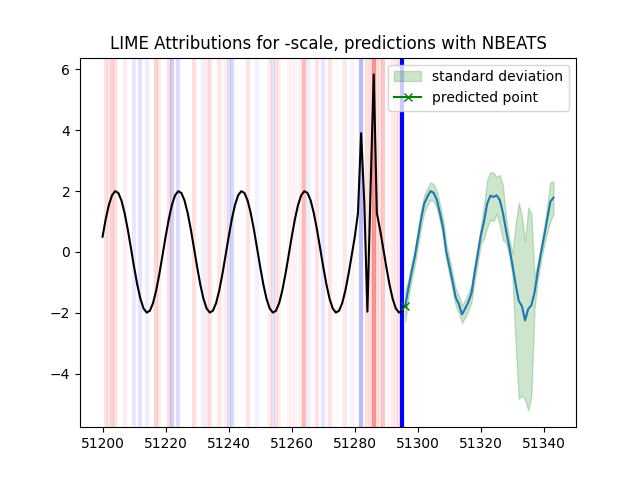 LIME Attributions for -scale, predictions with NBEATS
standard deviation
predicted point
6
4
2
0
−2
−4
51200 51220 51240 51260 51280 51300 51320 51340